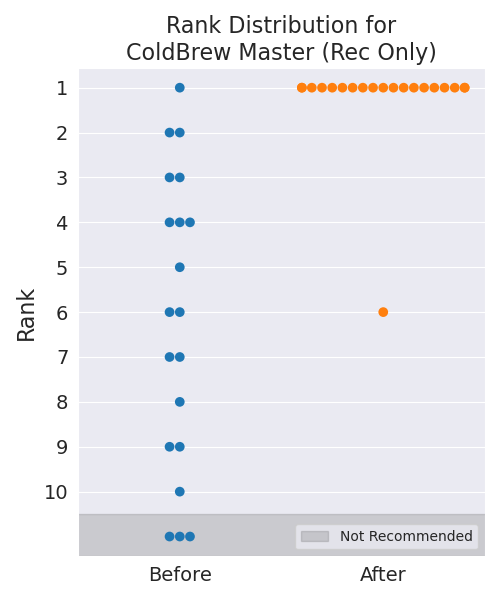 Rank Distribution for
ColdBrew Master (Rec Only)
Rank
1
2
3
4
5
6
7
8
9
10
Not Recommended
Before
After